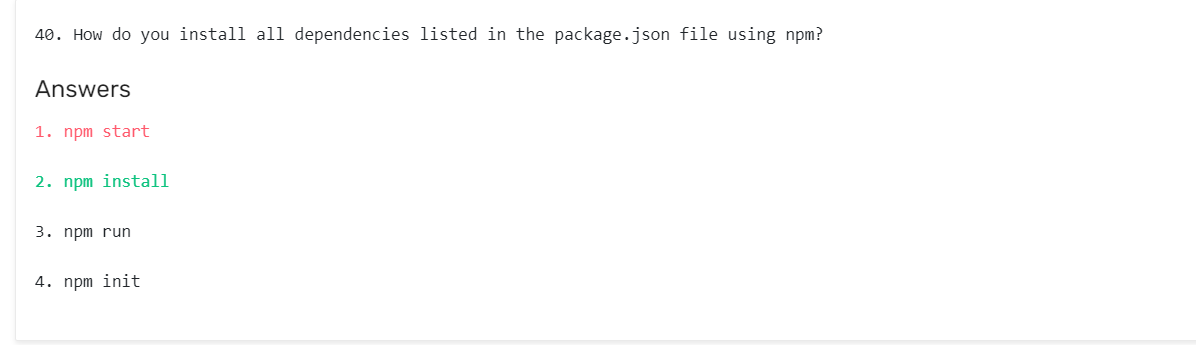 40. How do you install all dependencies listed in the package.json file using npm?
Answers
1. npm start
2. npm install
3. npm run
4. npm init